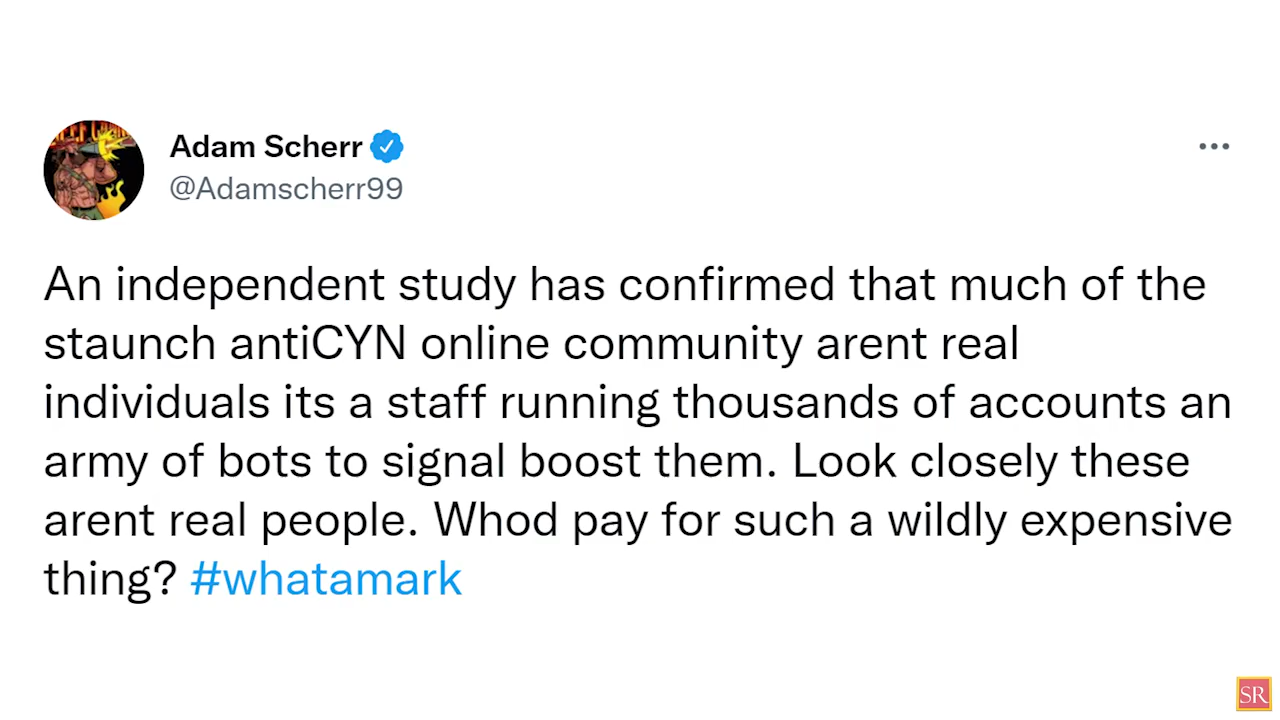 Adam Scherr
@Adamscherr99
An independent study has confirmed that much of the
staunch antiCYN online community arent real
individuals its a staff running thousands of accounts an
army of bots to signal boost them. Look closely these
arent real people. Whod pay for such a wildly expensive
thing? #whatamark
SR